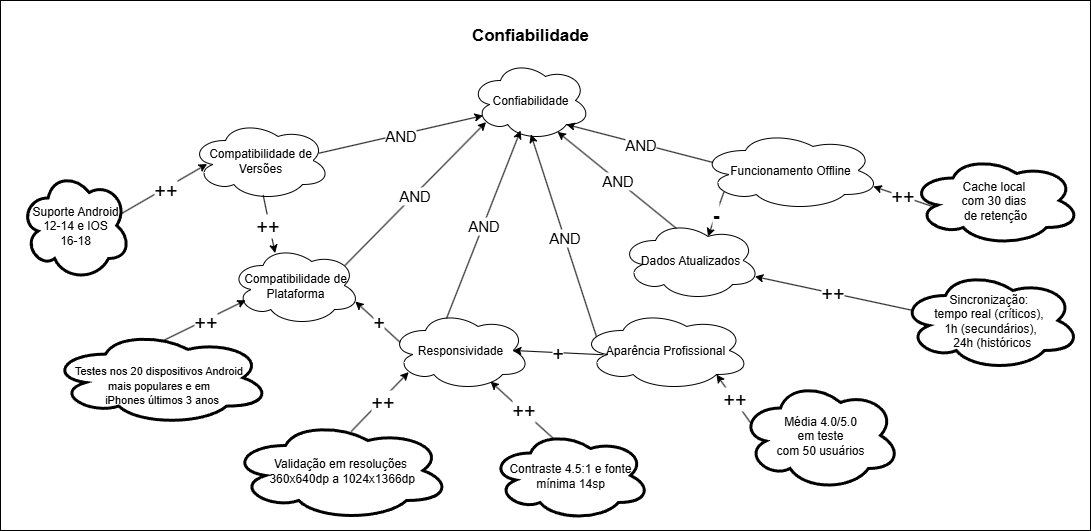 Confiabilidade
Confiabilidade
AND
AND
Compatibilidade de
Versões
Funcionamento Offline
AND
++
++
Cache local
com 30 dias
de retenção
AND
Suporte Android
12-14 e IOS
16-18
-
++
AND
AND
Dados Atualizados
Compatibilidade de
Plataforma
++
Sincronização:
tempo real (críticos),
1h (secundários),
24h (históricos
++
+
Responsividade
+
Aparência Profissional
Testes nos 20 dispositivos Android
mais populares e em
iPhones últimos 3 anos
++
++
++
Média 4.0/5.0
em teste
com 50 usuários
Validação em resoluções
360x640dp a 1024x1366dp
Contraste 4.5:1 e fonte
mínima 14sp